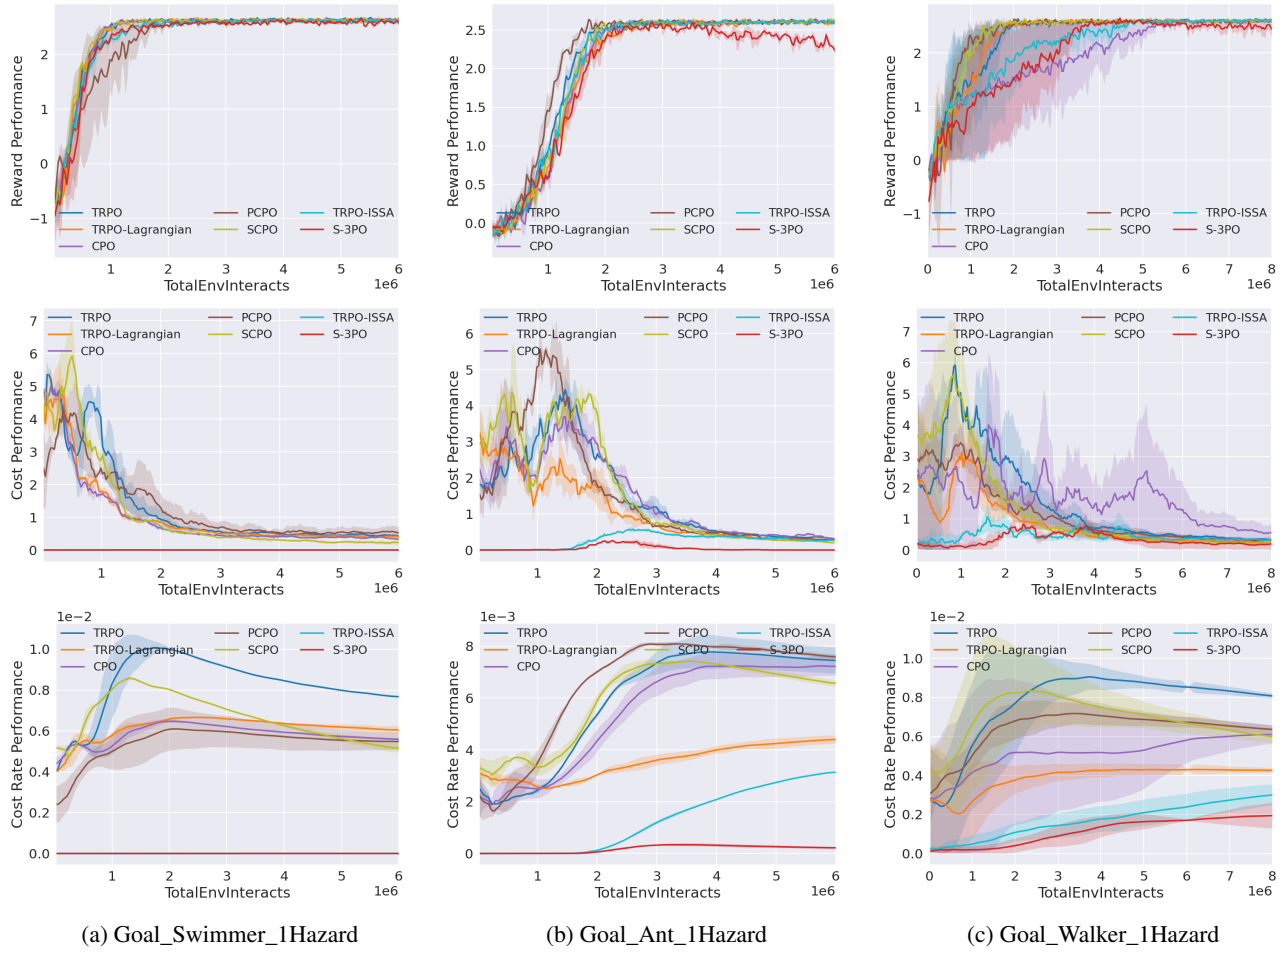 Reward Performance
2
1
0
−1
TRPO
TRPO-Lagrangian
CPO
PCPO
SCPO
TRPO-ISSA
S-3PO
1 2 3 4 5 6
TotalEnvInteracts
1e6
Reward Performance
2.5
2.0
1.5
1.0
0.5
0.0
TRPO
TRPO-Lagrangian
CPO
PCPO
SCPO
TRPO-ISSA
S-3PO
1 2 3 4 5 6
TotalEnvInteracts
1e6
Reward Performance
2
1
0
−1
TRPO
TRPO-Lagrangian
CPO
PCPO
SCPO
TRPO-ISSA
S-3PO
0 1 2 3 4 5 6 7 8
TotalEnvInteracts
1e6
Cost Performance
7
6
5
4
3
2
1
0
TRPO
TRPO-Lagrangian
CPO
PCPO
SCPO
TRPO-ISSA
S-3PO
1 2 3 4 5 6
TotalEnvInteracts
1e6
Cost Performance
6
5
4
3
2
1
0
TRPO
TRPO-Lagrangian
CPO
PCPO
SCPO
TRPO-ISSA
S-3PO
1 2 3 4 5 6
TotalEnvInteracts
1e6
Cost Performance
7
6
5
4
3
2
1
0
TRPO
TRPO-Lagrangian
CPO
PCPO
SCPO
TRPO-ISSA
S-3PO
0 1 2 3 4 5 6 7 8
TotalEnvInteracts
1e6
1e−2
Cost Rate Performance
1.0
0.8
0.6
0.4
0.2
0.0
TRPO
TRPO-Lagrangian
CPO
PCPO
SCPO
TRPO-ISSA
S-3PO
1 2 3 4 5 6
TotalEnvInteracts
1e6
1e−3
Cost Rate Performance
8
6
4
2
0
TRPO
TRPO-Lagrangian
CPO
PCPO
SCPO
TRPO-ISSA
S-3PO
1 2 3 4 5 6
TotalEnvInteracts
1e6
1e−2
Cost Rate Performance
1.0
0.8
0.6
0.4
0.2
0.0
TRPO
TRPO-Lagrangian
CPO
PCPO
SCPO
TRPO-ISSA
S-3PO
0 1 2 3 4 5 6 7 8
TotalEnvInteracts
1e6
(a) Goal_Swimmer_1Hazard
(b) Goal_Ant_1Hazard
(c) Goal_Walker_1Hazard